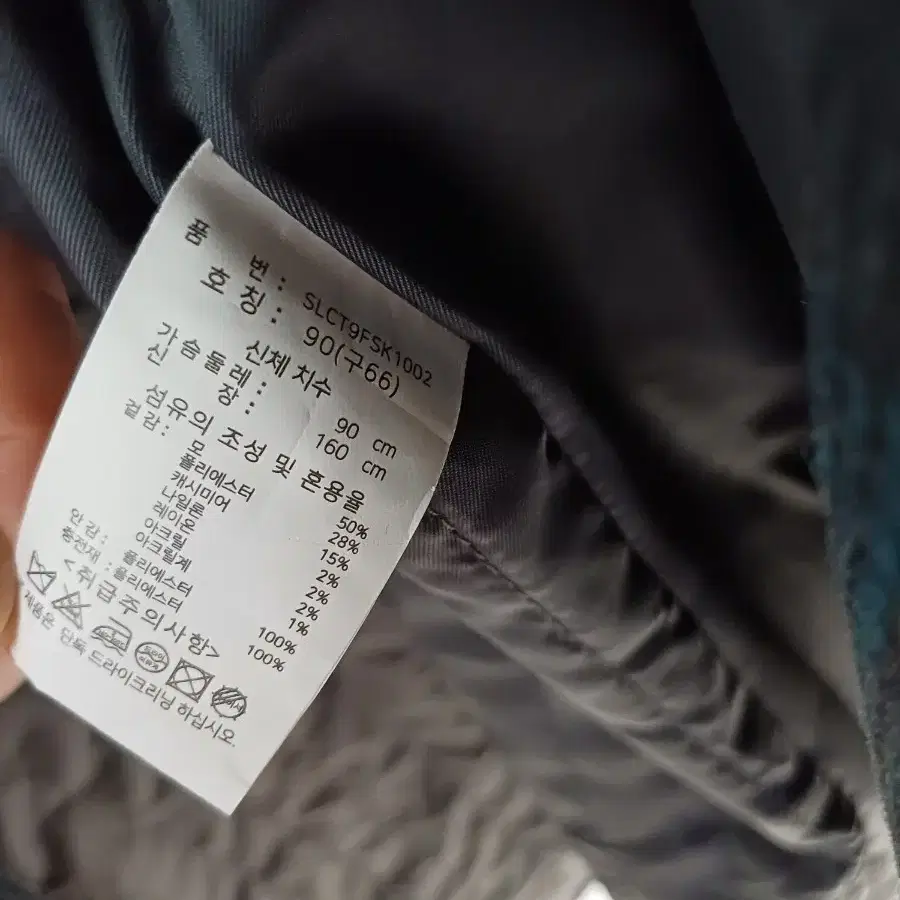 품 번 : SLCT9FSK1002
호 칭 : 90(구66)
신체 치수
가슴둘레 : 90 cm
신 장 : 160 cm
섬유의 조성 및 혼용율
겉감 : 모 50%
폴리에스터 28%
캐시미어 15%
나일론 2%
레이온 2%
아크릴 2%
아크릴계 1%
안감 : 폴리에스터 100%
충전재 : 폴리에스터 100%
<취급주의사항>
드라이
제품은 단독 드라이크리닝 하십시오.